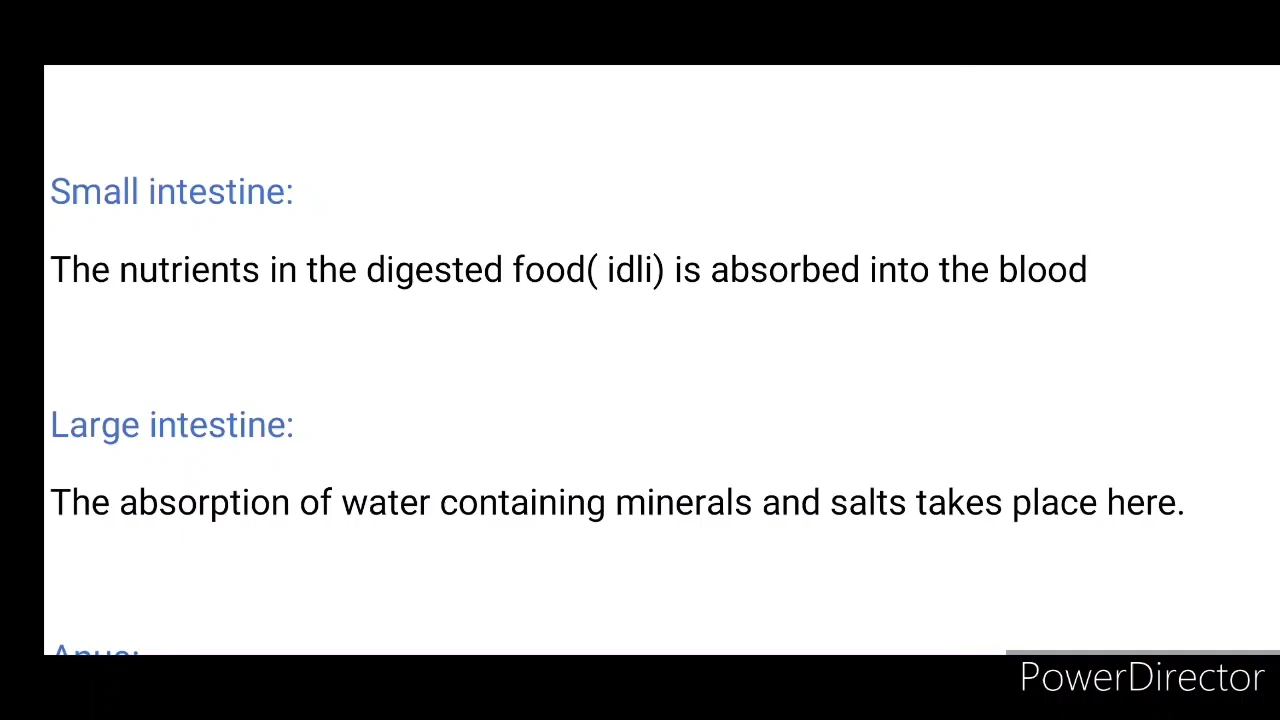 Small intestine:
The nutrients in the digested food( idli) is absorbed into the blood
Large intestine:
The absorption of water containing minerals and salts takes place here.
Anus:
PowerDirector